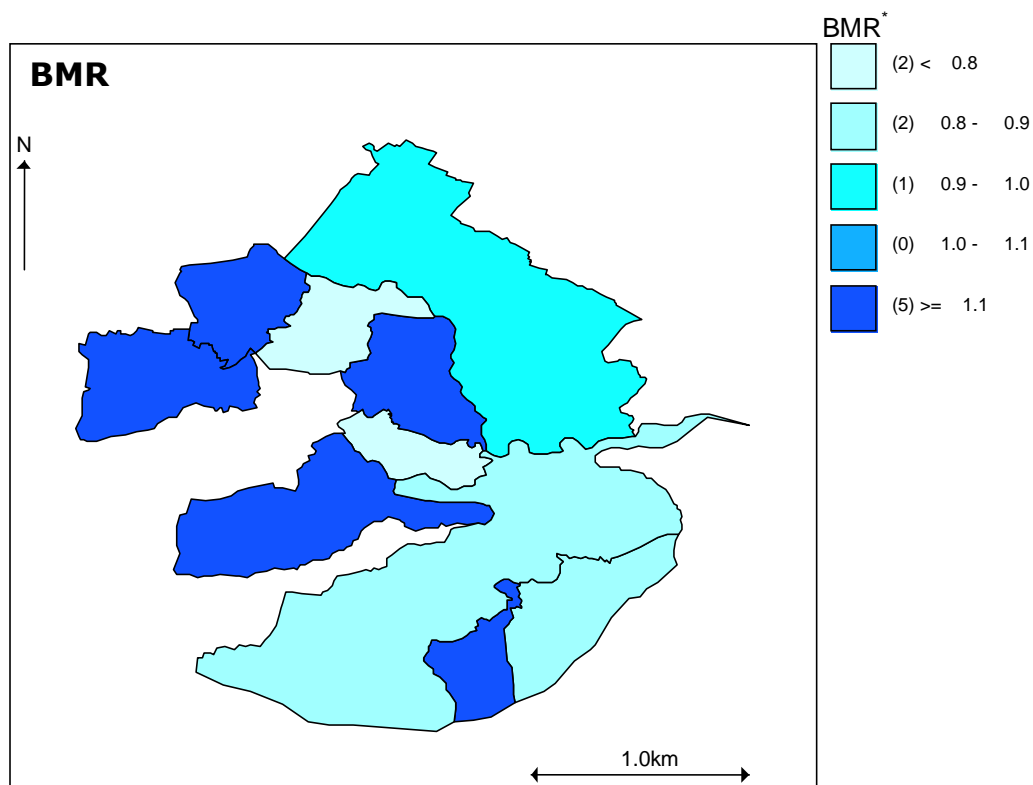 BMR*
BMR
(2) < 0.8
N
(2) 0.8 - 0.9
(1) 0.9 - 1.0
(0) 1.0 - 1.1
(5) >= 1.1
1.0km